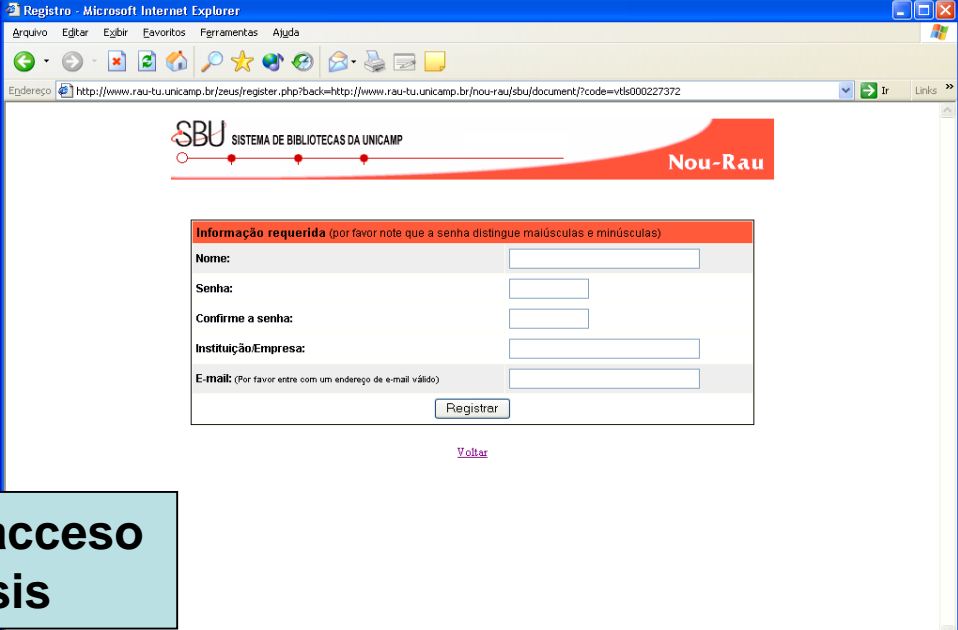 Registro - Microsoft Internet Explorer
Arquivo Editar Exibir Favoritos Ferramentas Ajuda
Endereço http://www.rau-tu.unicamp.br/zeus/register.php?back=http://www.rau-tu.unicamp.br/nou-rau/sbu/document/?code=vtls000227372 Ir Links »
SBU SISTEMA DE BIBLIOTECAS DA UNICAMP
Nou-Rau
Informação requerida (por favor note que a senha distingue maiúsculas e minúsculas)
Nome:
Senha:
Confirme a senha:
Instituição/Empresa:
E-mail: (Por favor entre com um endereço de e-mail válido)
Registrar
Voltar
acceso
sis